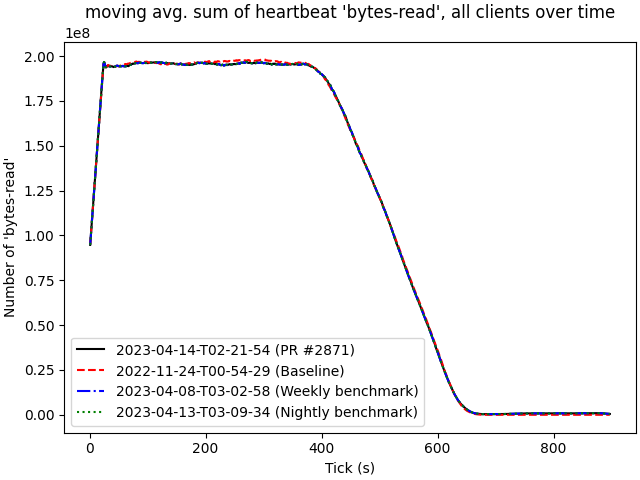 moving avg. sum of heartbeat 'bytes-read', all clients over time
1e8
2.00
1.75
1.50
1.25
1.00
0.75
0.50
0.25
0.00
Number of 'bytes-read'
2023-04-14-T02-21-54 (PR #2871)
2022-11-24-T00-54-29 (Baseline)
2023-04-08-T03-02-58 (Weekly benchmark)
2023-04-13-T03-09-34 (Nightly benchmark)
0 200 400 600 800
Tick (s)